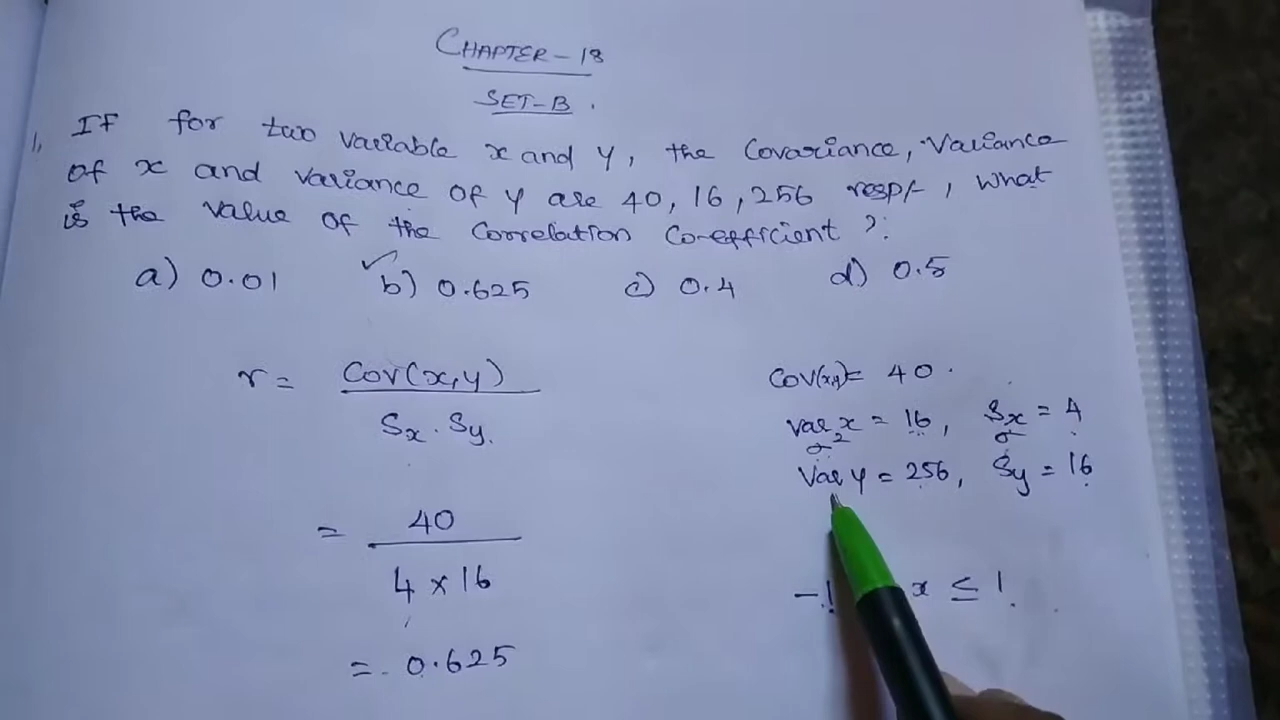 CHAPTER - 18
SET-B.
1, If for two variable x and y, the Covariance, Variance
of x and variance of y are 40, 16, 256 resp/-, what
is the value of the Correlation Co-efficient ?:
a) 0.01 ✓b) 0.625 c) 0.4 d) 0.5
r = Cov(x,y)
Sx . Sy.
= 40
4 × 16
= 0.625
Cov(x,y) = 40.
Var x = 16, Sx = 4
σ² σ
Var y = 256, Sy = 16
-1 x ≤ 1.